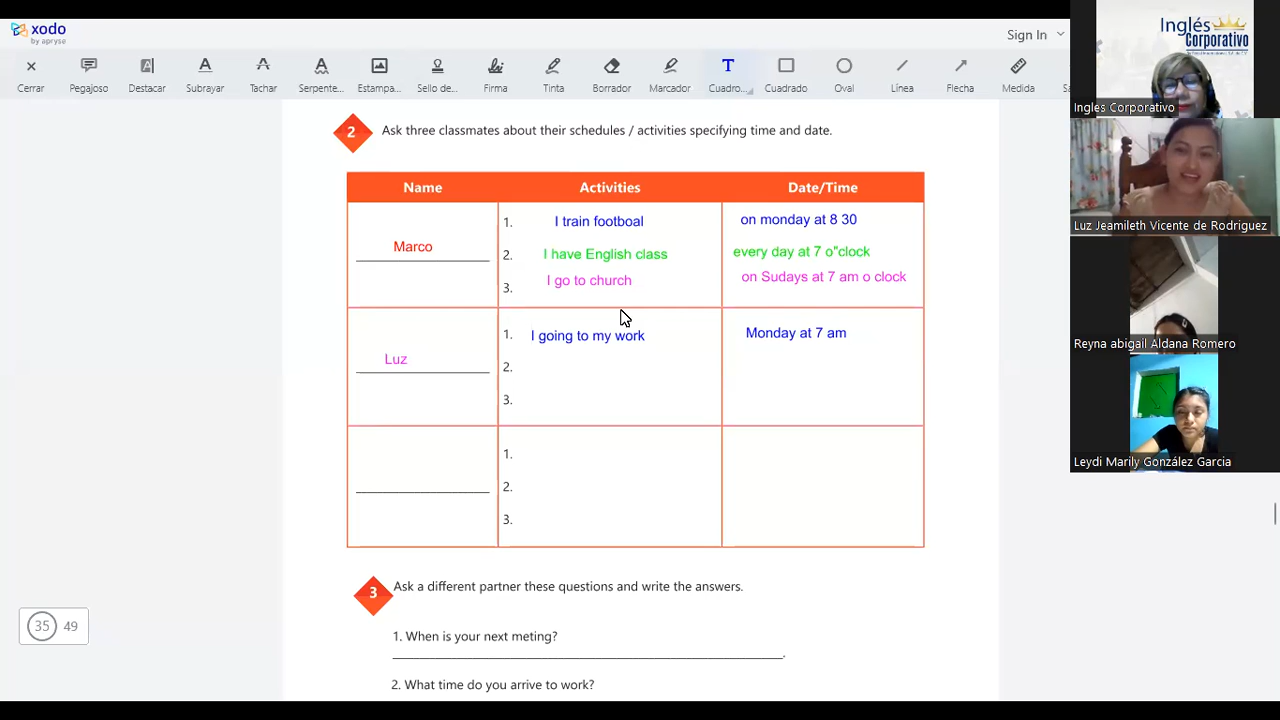 xodo
by apryse
Sign In
Cerrar
Pegajoso
Destacar
Subrayar
Tachar
Serpente...
Estampa...
Sello de...
Firma
Tinta
Borrador
Marcador
T
Cuadro...
Cuadrado
Oval
Línea
Flecha
Medida
2
Ask three classmates about their schedules / activities specifying time and date.
Name
Activities
Date/Time
Marco
1. I train footboal
on monday at 8 30
2. I have English class
every day at 7 o"clock
3. I go to church
on Sudays at 7 am o clock
Luz
1. I going to my work
Monday at 7 am
2.
3.
1.
2.
3.
3
Ask a different partner these questions and write the answers.
1. When is your next meting?
2. What time do you arrive to work?
35 49
Inglés
Corporativo
Ingles Corporativo
Luz Jeamileth Vicente de Rodriguez
Reyna abigail Aldana Romero
Leydi Marily González Garcia